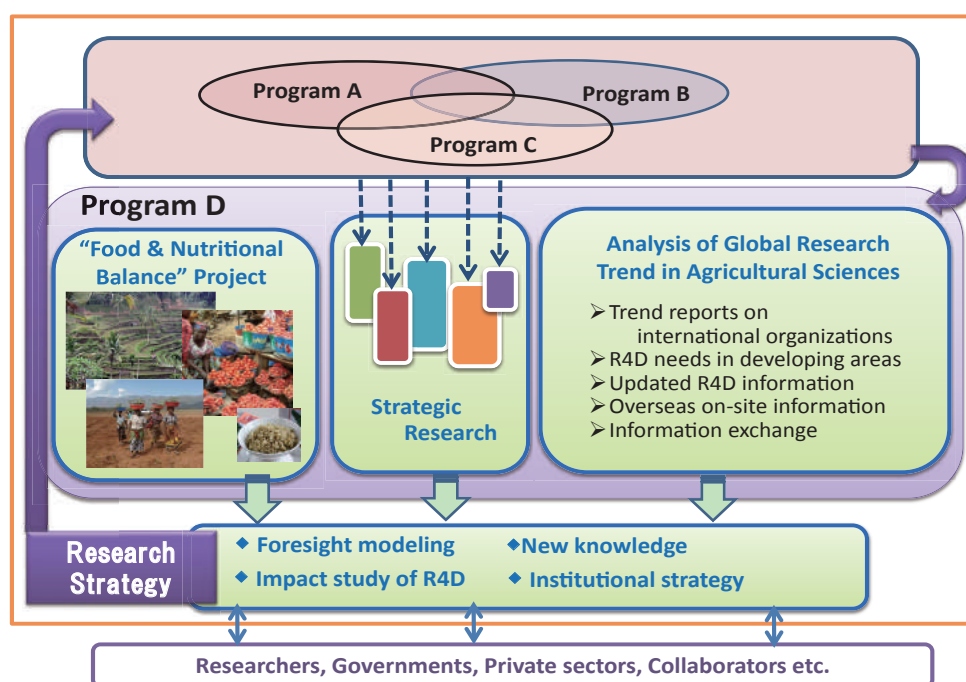 Program A
Program B
Program C
Program D
“Food & Nutritional
Balance” Project
Strategic
Research
Analysis of Global Research
Trend in Agricultural Sciences
➢ Trend reports on
international organizations
➢ R4D needs in developing areas
➢ Updated R4D information
➢ Overseas on-site information
➢ Information exchange
Research
Strategy
◆ Foresight modeling
◆ New knowledge
◆ Impact study of R4D
◆ Institutional strategy
Researchers, Governments, Private sectors, Collaborators etc.